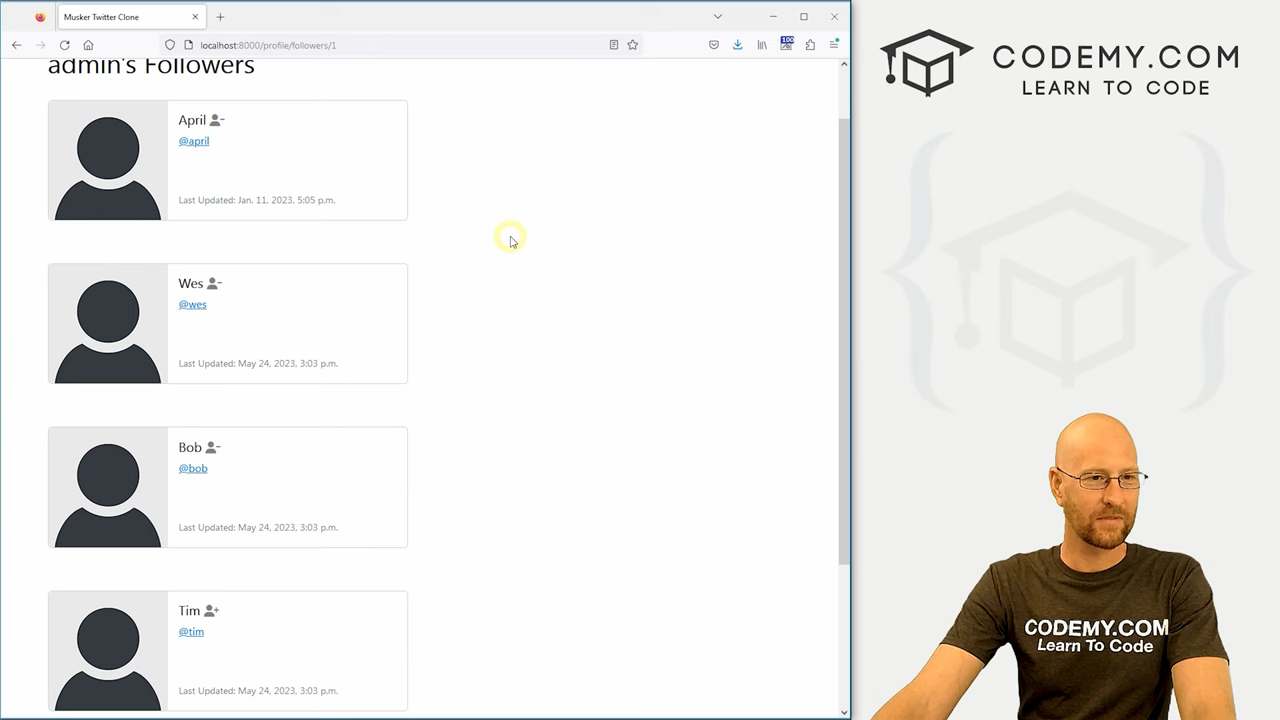 Musker Twitter Clone
localhost:8000/profile/followers/1
100
admin's Followers
April
@april
Last Updated: Jan. 11, 2023, 5:05 p.m.
Wes
@wes
Last Updated: May 24, 2023, 3:03 p.m.
Bob
@bob
Last Updated: May 24, 2023, 3:03 p.m.
Tim
@tim
Last Updated: May 24, 2023, 3:03 p.m.
CODEMY.COM
LEARN TO CODE
CODEMY.COM
Learn To Code